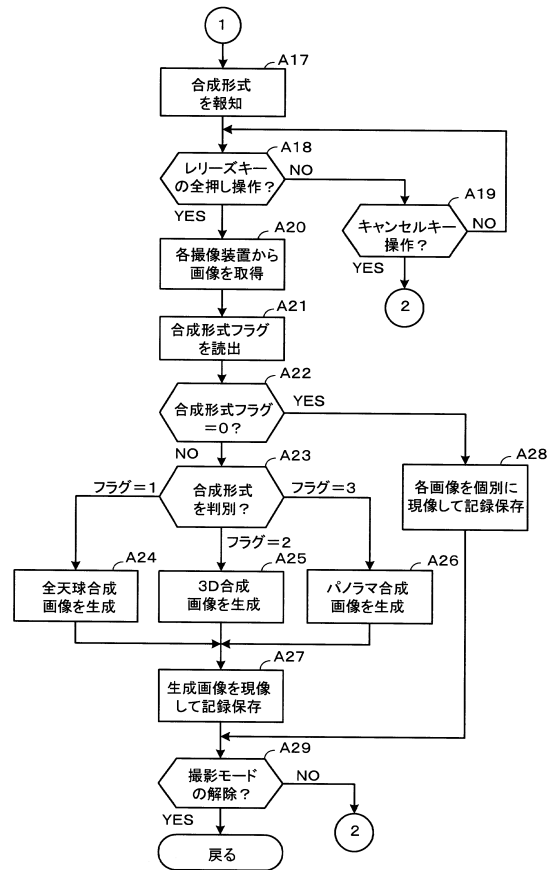 1
A17
合成形式
を報知
A18
レリーズキー
の全押し操作？
NO
YES
A19
キャンセルキー
操作？
NO
YES
2
A20
各撮像装置から
画像を取得
A21
合成形式フラグ
を読出
A22
合成形式フラグ
＝0？
YES
NO
A23
合成形式
を判別？
フラグ＝1
フラグ＝3
フラグ＝2
A28
各画像を個別に
現像して記録保存
A24
全天球合成
画像を生成
A25
3D合成
画像を生成
A26
パノラマ合成
画像を生成
A27
生成画像を現像
して記録保存
A29
撮影モード
の解除？
NO
YES
2
戻る